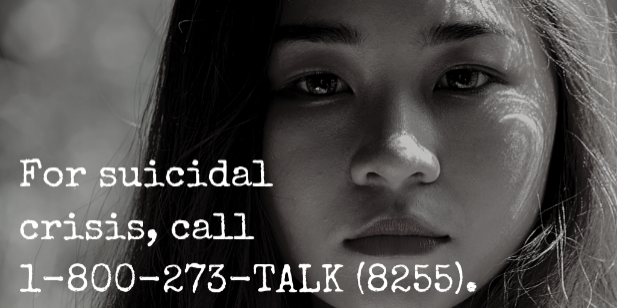 For suicidal
crisis, call
1-800-273-TALK (8255).